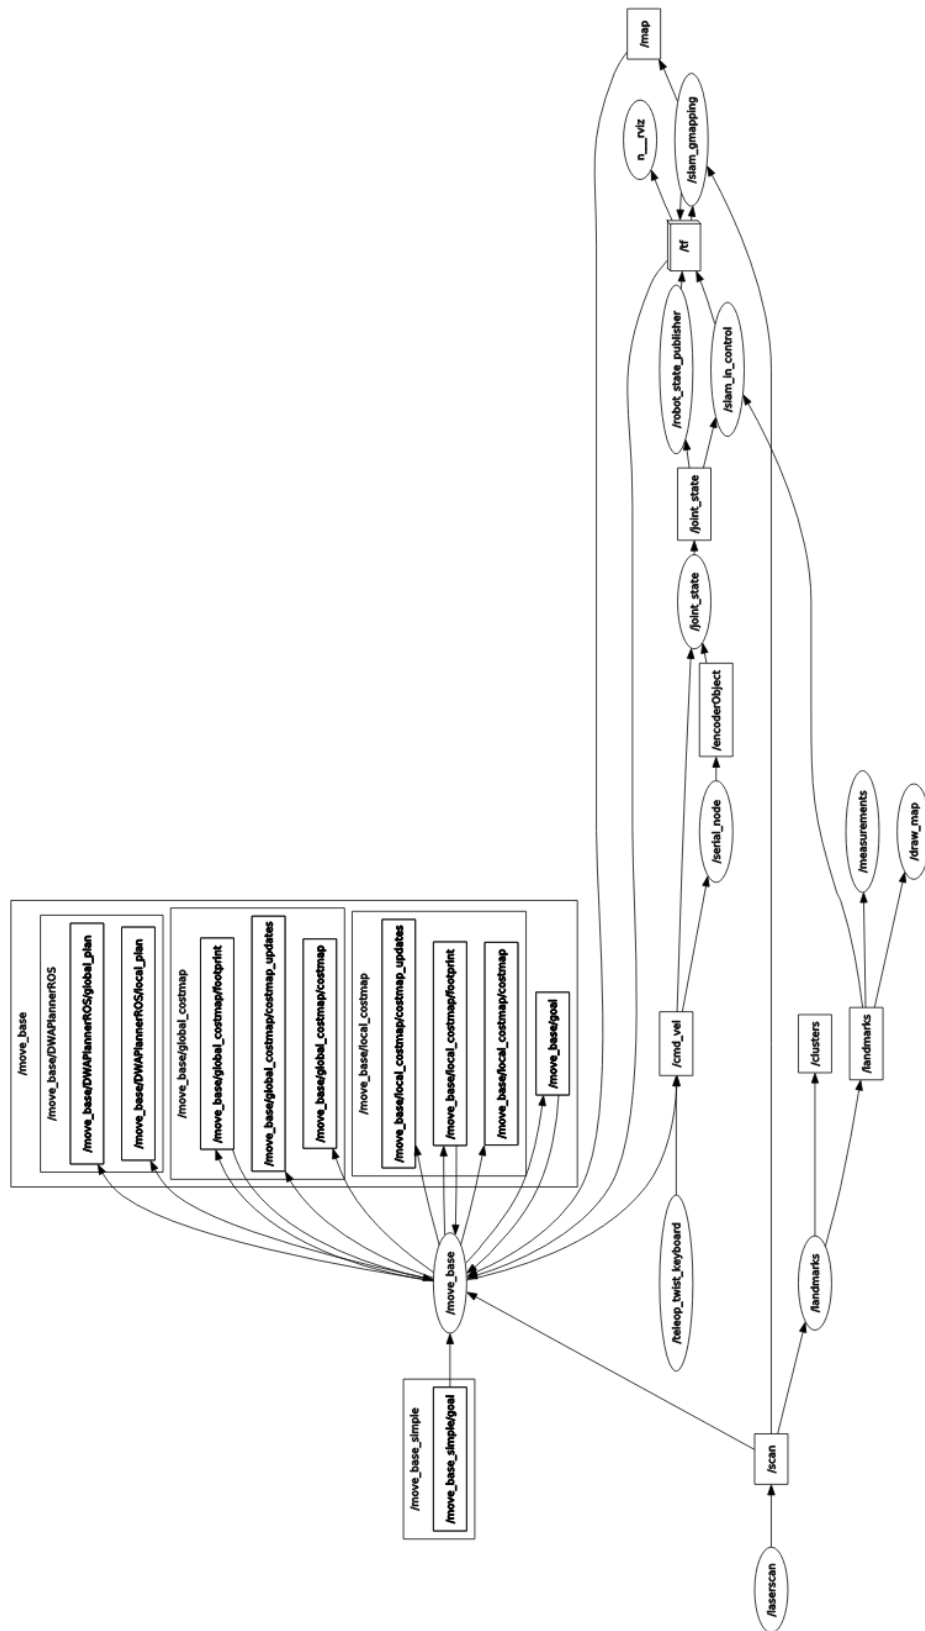 /move_base
/move_base/DWAPlannerROS
/move_base/DWAPlannerROS/global_plan
/move_base/DWAPlannerROS/local_plan
/move_base/global_costmap
/move_base/global_costmap/footprint
/move_base/global_costmap/costmap_updates
/move_base/global_costmap/costmap
/move_base/local_costmap
/move_base/local_costmap/costmap_updates
/move_base/local_costmap/footprint
/move_base/local_costmap/costmap
/move_base/goal
/move_base_simple
/move_base_simple/goal
/move_base
/map
n__rviz
/slam_gmapping
/tf
/robot_state_publisher
/slam_in_control
/joint_state
/joint_state
/encoderObject
/serial_node
/cmd_vel
/teleop_twist_keyboard
/measurements
/draw_map
/clusters
/landmarks
/landmarks
/scan
/laserscan